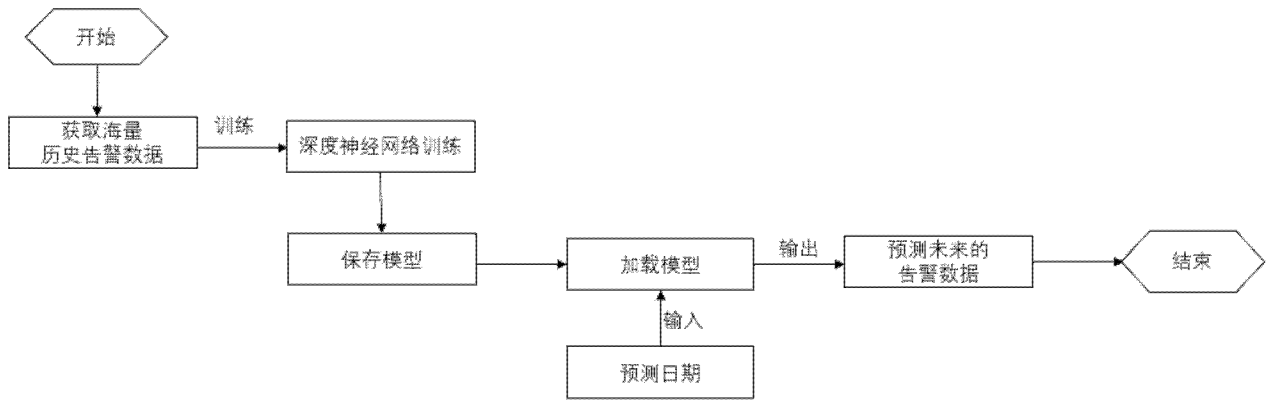 开始
获取海量
历史告警数据
训练
深度神经网络训练
保存模型
加载模型
输出
预测未来的
告警数据
结束
输入
预测日期